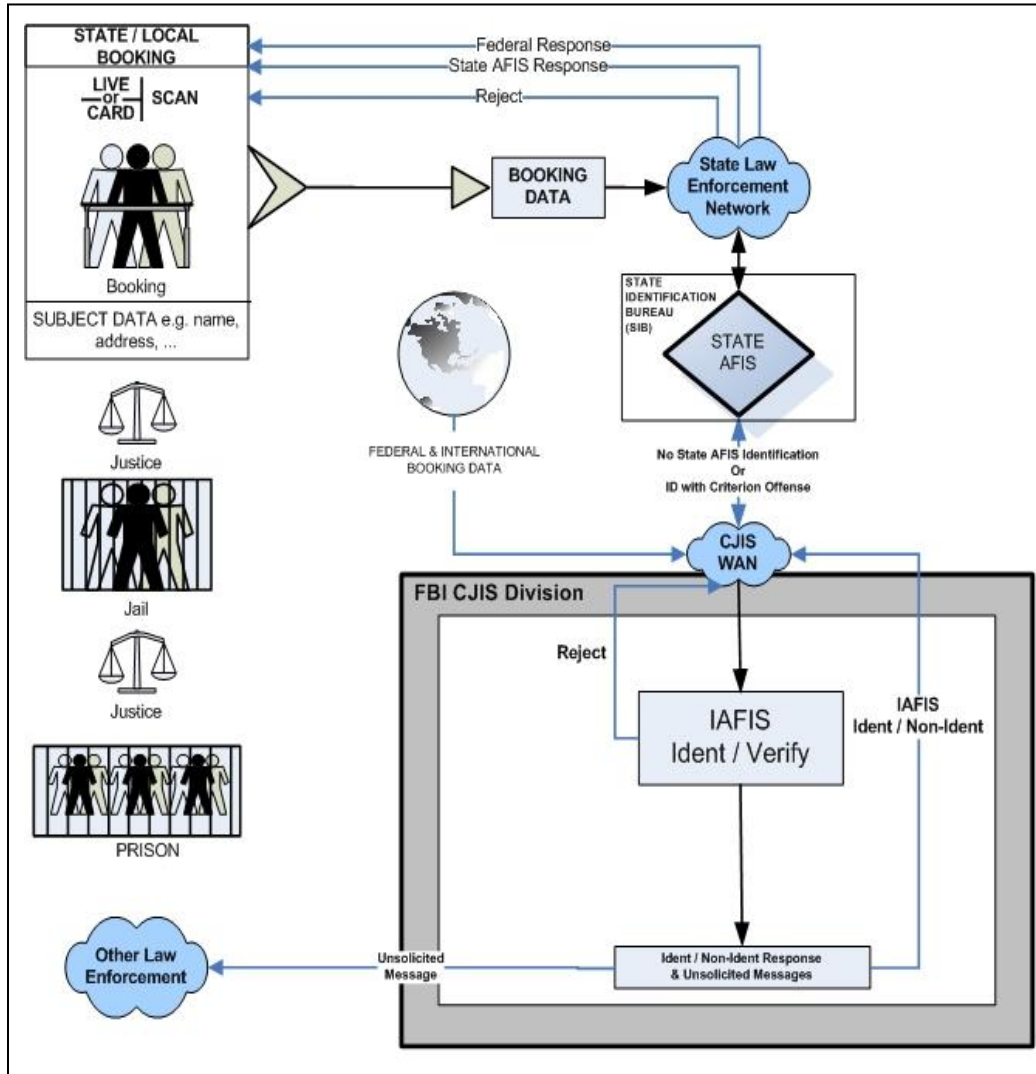 STATE / LOCAL
BOOKING
LIVE
or
CARD
SCAN
Booking
SUBJECT DATA e.g. name,
address, ...
Federal Response
State AFIS Response
Reject
BOOKING
DATA
State Law
Enforcement
Network
STATE
IDENTIFICATION
BUREAU
(SIB)
STATE
AFIS
FEDERAL & INTERNATIONAL
BOOKING DATA
No State AFIS Identification
Or
ID with Criterion Offense
CJIS
WAN
Justice
Jail
Justice
PRISON
FBI CJIS Division
Reject
IAFIS
Ident / Verify
IAFIS
Ident / Non-Ident
Ident / Non-Ident Response
& Unsolicited Messages
Unsolicited
Message
Other Law
Enforcement